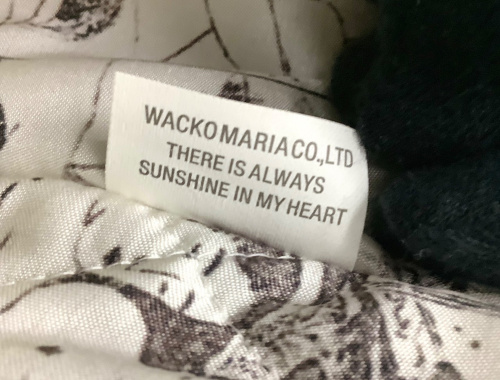 WACKO MARIA CO.,LTD
THERE IS ALWAYS
SUNSHINE IN MY HEART